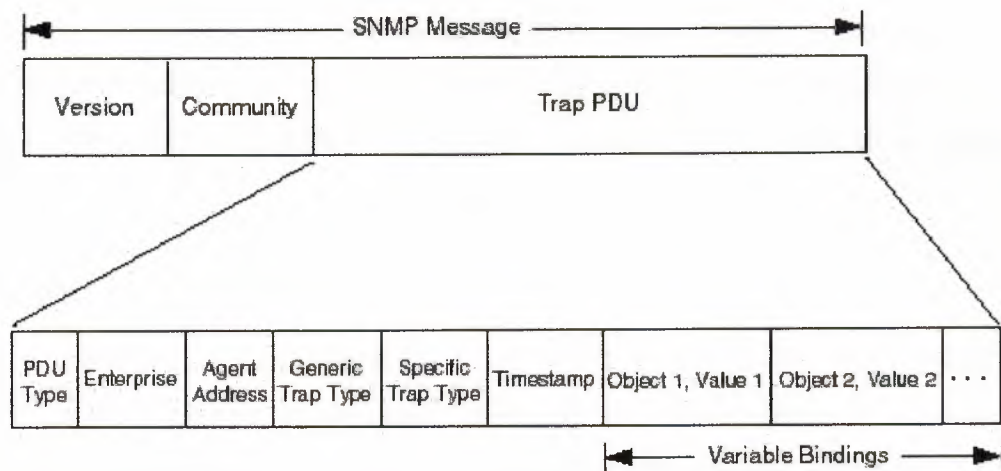 SNMP Message
Version
Community
Trap PDU
PDU
Type
Enterprise
Agent
Address
Generic
Trap Type
Specific
Trap Type
Timestamp
Object 1, Value 1
Object 2, Value 2
...
Variable Bindings